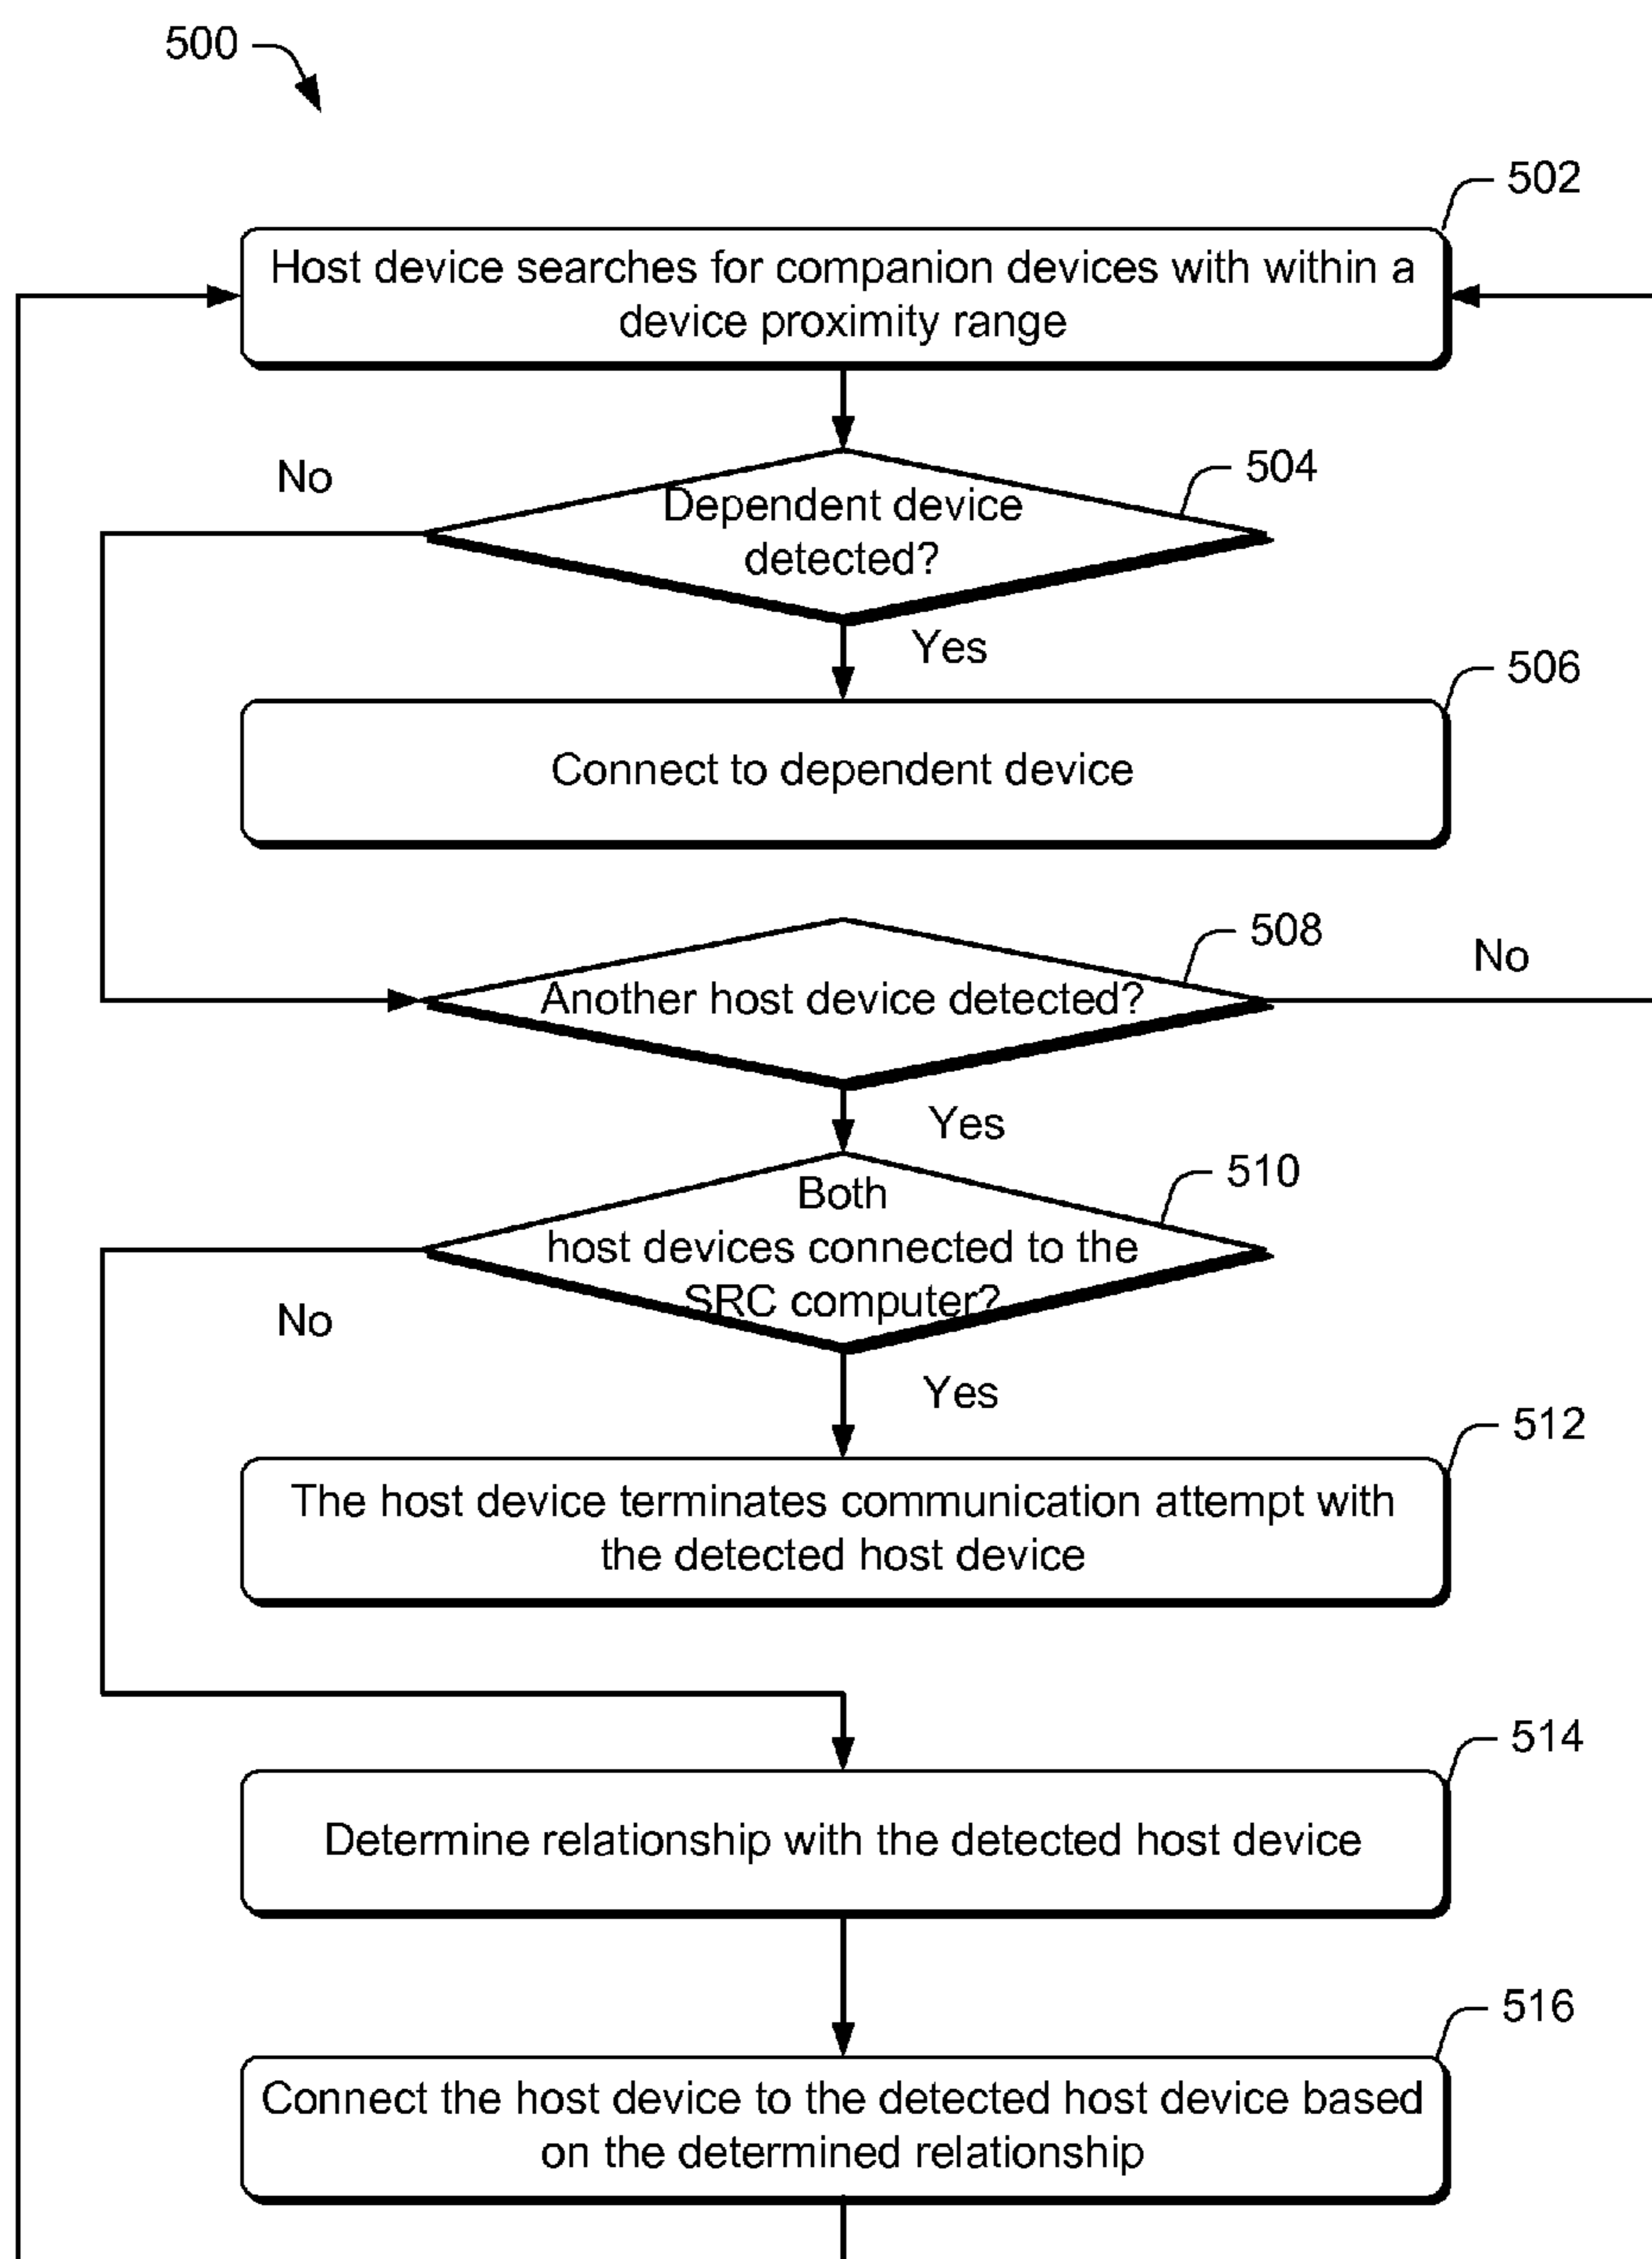 500
502
Host device searches for companion devices with within a
device proximity range
No
504
Dependent device
detected?
Yes
506
Connect to dependent device
508
No
Another host device detected?
Yes
510
Both
host devices connected to the
SRC computer?
No
Yes
512
The host device terminates communication attempt with
the detected host device
514
Determine relationship with the detected host device
516
Connect the host device to the detected host device based
on the determined relationship